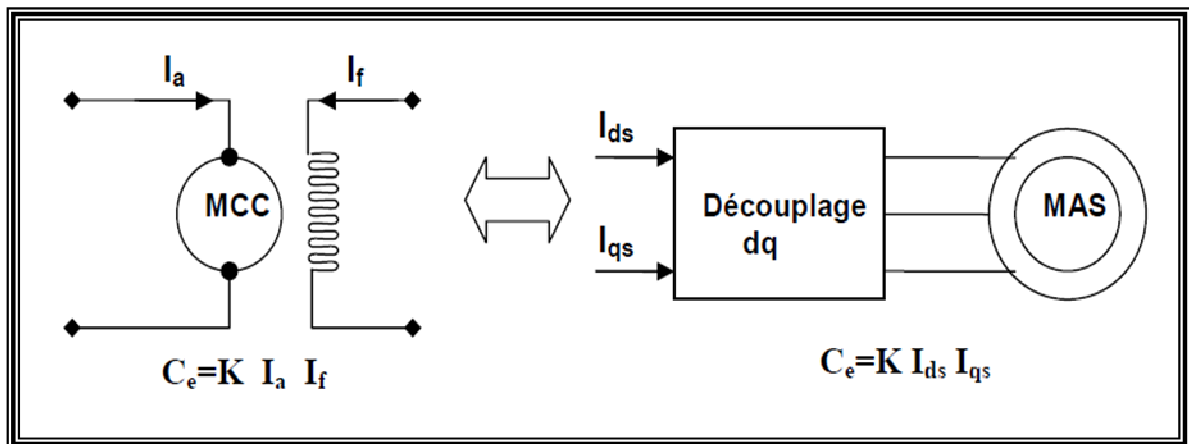 Ia
If
MCC
Ce=K Ia If
Ids
Iqs
Découplage
dq
MAS
Ce=K Ids Iqs